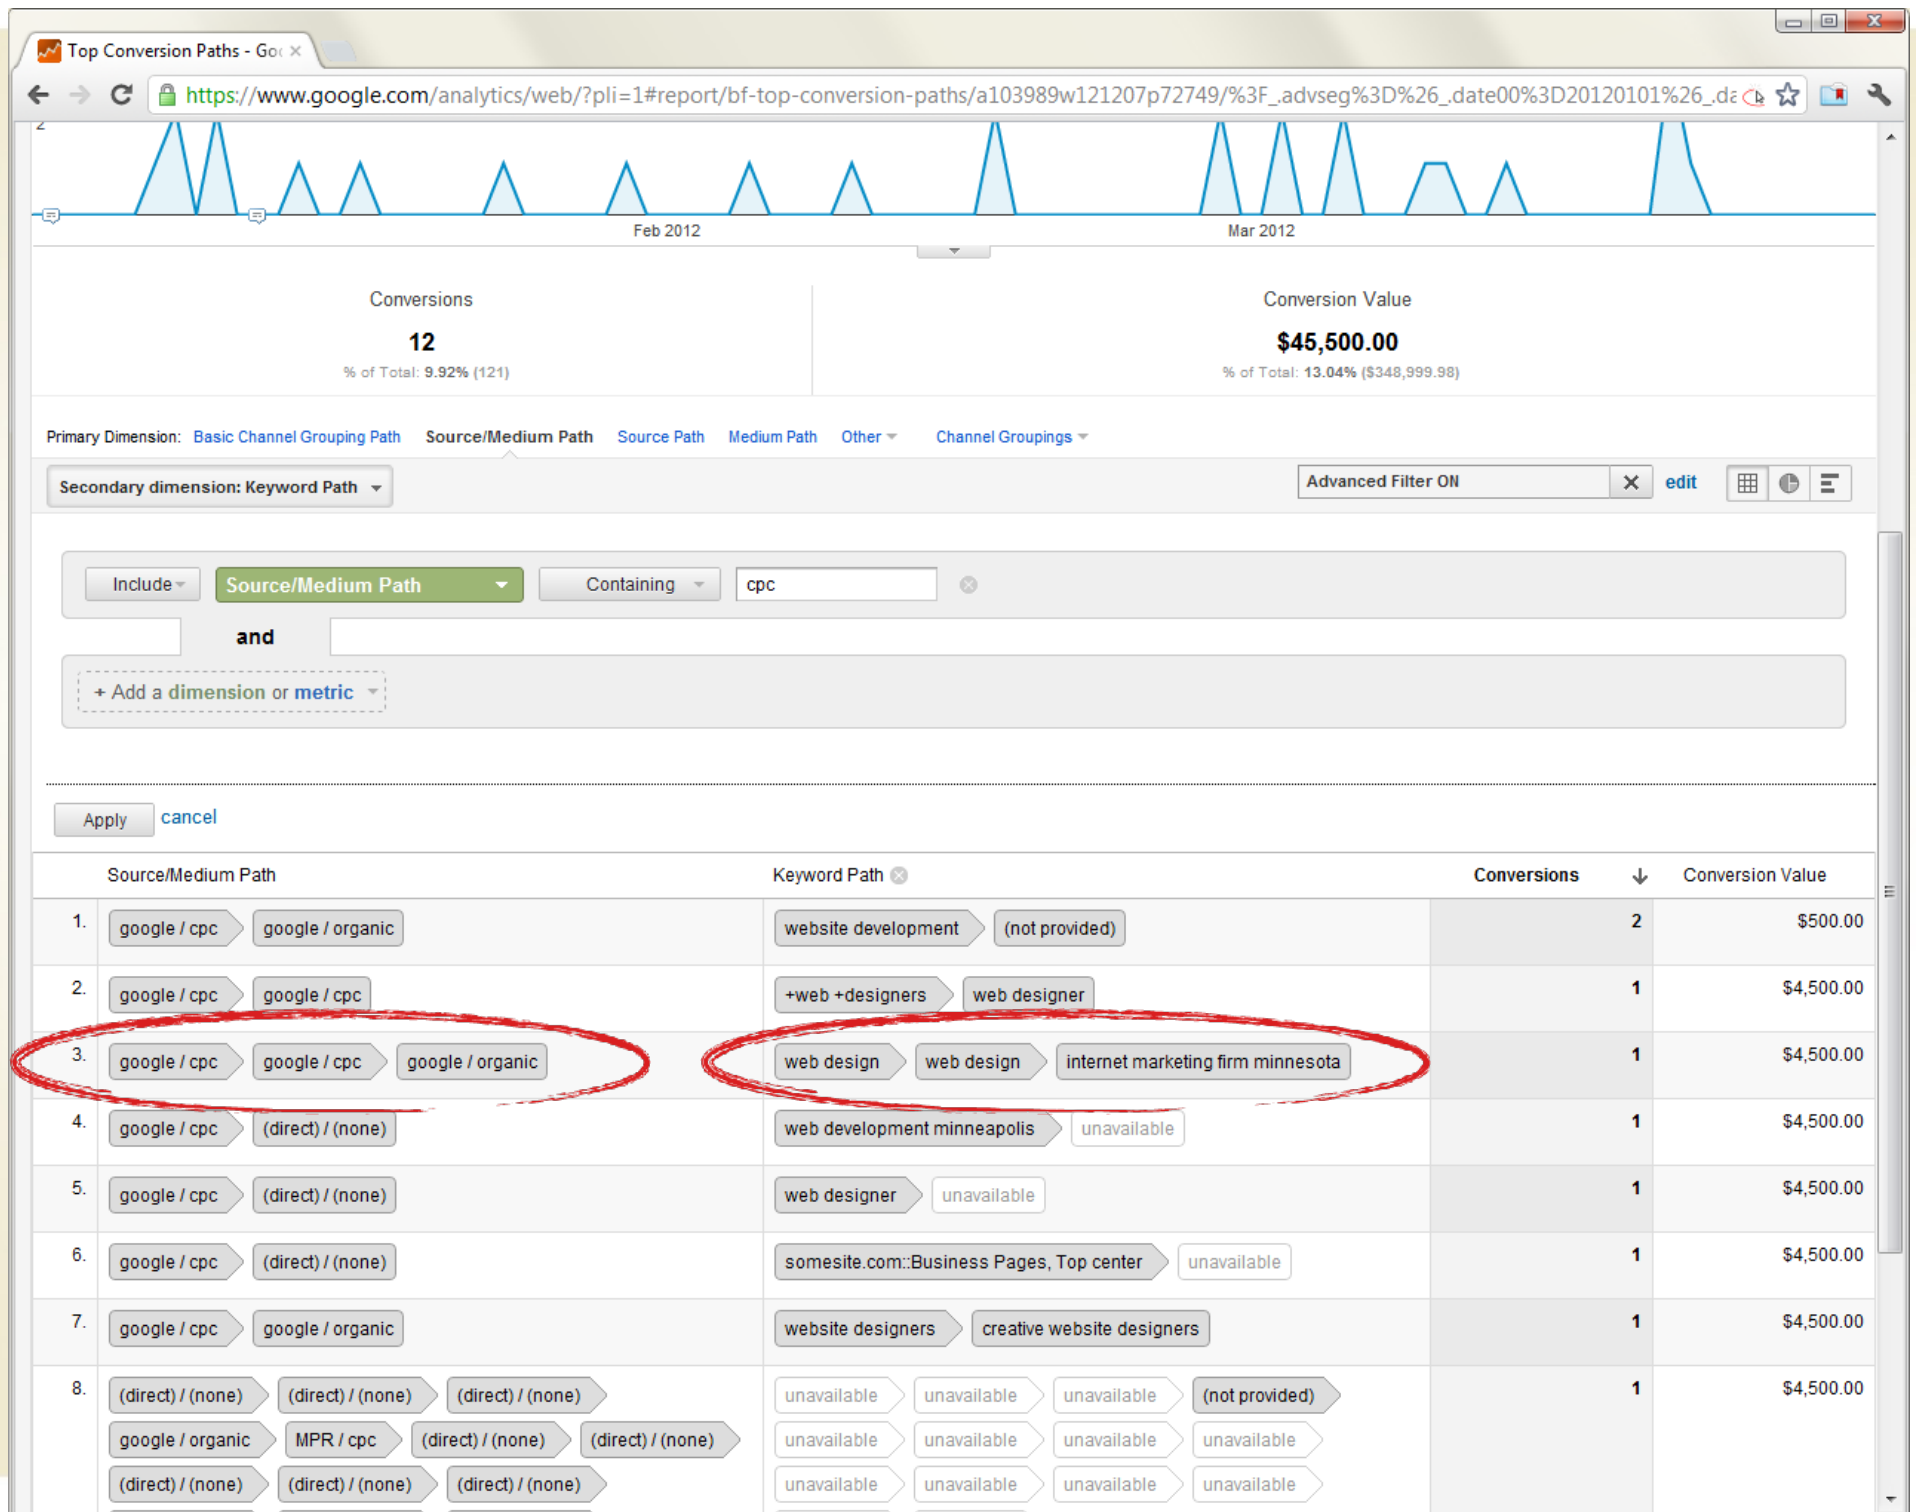 Top Conversion Paths - Goo
https://www.google.com/analytics/web/?pli=1#report/bf-top-conversion-paths/a103989w121207p72749/%3F_.advseg%3D%26_.date00%3D20120101%26_.da
2
Feb 2012 Mar 2012
Conversions Conversion Value
12 $45,500.00
% of Total: 9.92% (121) % of Total: 13.04% ($348,999.98)
Primary Dimension: Basic Channel Grouping Path Source/Medium Path Source Path Medium Path Other Channel Groupings
Secondary dimension: Keyword Path Advanced Filter ON edit
Include Source/Medium Path Containing cpc
and
+ Add a dimension or metric
Apply cancel
Source/Medium Path Keyword Path Conversions Conversion Value
1. google / cpc google / organic website development (not provided) 2 $500.00
2. google / cpc google / cpc +web +designers web designer 1 $4,500.00
3. google / cpc google / cpc google / organic web design web design internet marketing firm minnesota 1 $4,500.00
4. google / cpc (direct) / (none) web development minneapolis unavailable 1 $4,500.00
5. google / cpc (direct) / (none) web designer unavailable 1 $4,500.00
6. google / cpc (direct) / (none) somesite.com::Business Pages, Top center unavailable 1 $4,500.00
7. google / cpc google / organic website designers creative website designers 1 $4,500.00
8. (direct) / (none) (direct) / (none) (direct) / (none) unavailable unavailable unavailable (not provided) 1 $4,500.00
google / organic MPR / cpc (direct) / (none) (direct) / (none) unavailable unavailable unavailable unavailable
(direct) / (none) (direct) / (none) (direct) / (none) unavailable unavailable unavailable unavailable